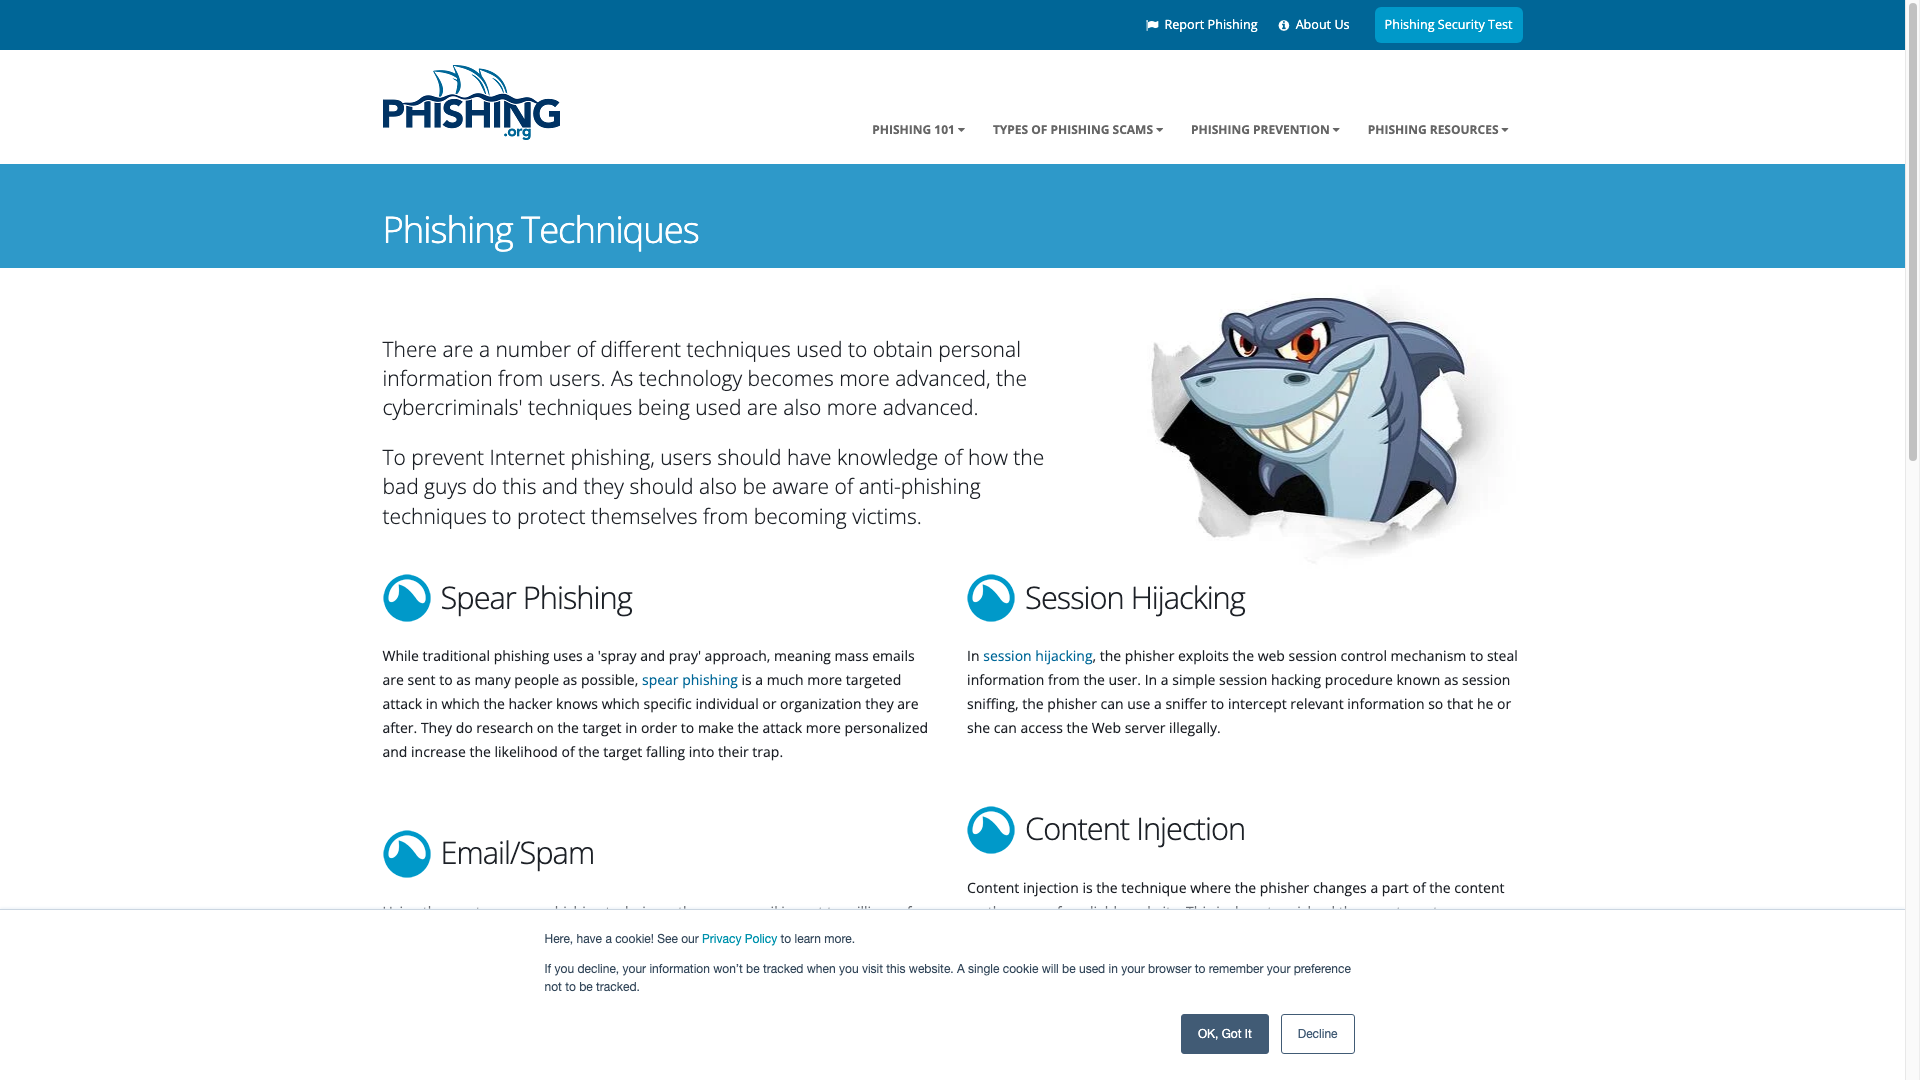 Report Phishing
About Us
Phishing Security Test
PHISHING
.org
PHISHING 101
TYPES OF PHISHING SCAMS
PHISHING PREVENTION
PHISHING RESOURCES
Phishing Techniques
There are a number of different techniques used to obtain personal
information from users. As technology becomes more advanced, the
cybercriminals' techniques being used are also more advanced.
To prevent Internet phishing, users should have knowledge of how the
bad guys do this and they should also be aware of anti-phishing
techniques to protect themselves from becoming victims.
Spear Phishing
While traditional phishing uses a 'spray and pray' approach, meaning mass emails
are sent to as many people as possible, spear phishing is a much more targeted
attack in which the hacker knows which specific individual or organization they are
after. They do research on the target in order to make the attack more personalized
and increase the likelihood of the target falling into their trap.
Email/Spam
Session Hijacking
In session hijacking, the phisher exploits the web session control mechanism to steal
information from the user. In a simple session hacking procedure known as session
sniffing, the phisher can use a sniffer to intercept relevant information so that he or
she can access the Web server illegally.
Content Injection
Content injection is the technique where the phisher changes a part of the content
Here, have a cookie! See our Privacy Policy to learn more.
If you decline, your information won't be tracked when you visit this website. A single cookie will be used in your browser to remember your preference
not to be tracked.
OK, Got It
Decline